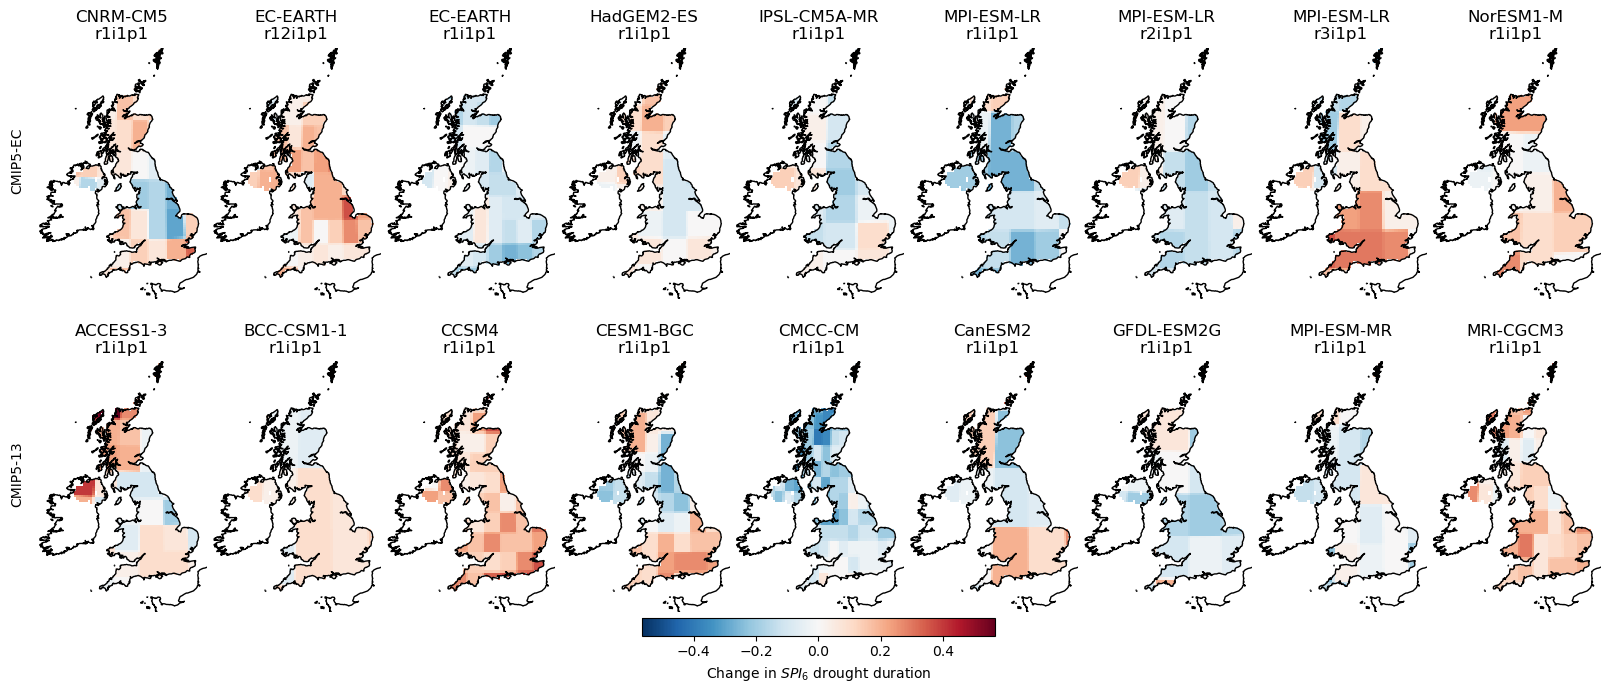 CNRM-CM5 EC-EARTH EC-EARTH HadGEM2-ES IPSL-CM5A-MR MPI-ESM-LR MPI-ESM-LR MPI-ESM-LR NorESM1-M
r1i1p1 r12i1p1 r1i1p1 r1i1p1 r1i1p1 r1i1p1 r2i1p1 r3i1p1 r1i1p1
CMIP5-EC
ACCESS1-3 BCC-CSM1-1 CCSM4 CESM1-BGC CMCC-CM CanESM2 GFDL-ESM2G MPI-ESM-MR MRI-CGCM3
r1i1p1 r1i1p1 r1i1p1 r1i1p1 r1i1p1 r1i1p1 r1i1p1 r1i1p1 r1i1p1
CMIP5-13
−0.4 −0.2 0.0 0.2 0.4
Change in SPI₆ drought duration